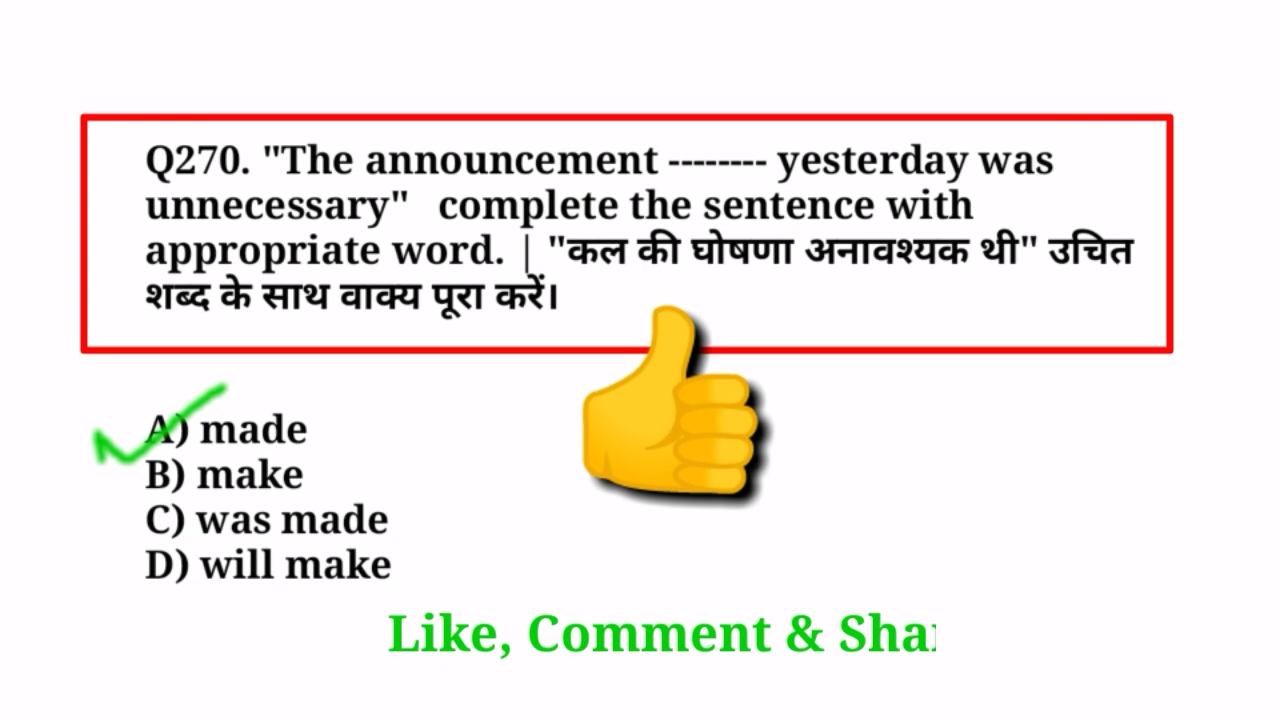 Q270. "The announcement -------- yesterday was
unnecessary"   complete the sentence with
appropriate word. | "कल की घोषणा अनावश्यक थी" उचित
शब्द के साथ वाक्य पूरा करें।
A) made
B) make
C) was made
D) will make
Like, Comment &